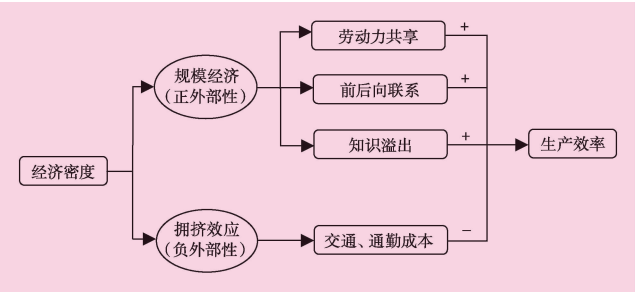 劳动力共享
+
规模经济
（正外部性）
前后向联系
+
知识溢出
+
生产效率
经济密度
拥挤效应
（负外部性）
交通、通勤成本
−